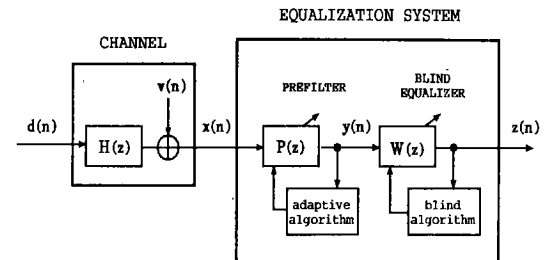 EQUALIZATION SYSTEM
CHANNEL
v(n)
PREFILTER
BLIND
EQUALIZER
d(n)
x(n)
y(n)
z(n)
H(z)
P(z)
W(z)
adaptive
algorithm
blind
algorithm